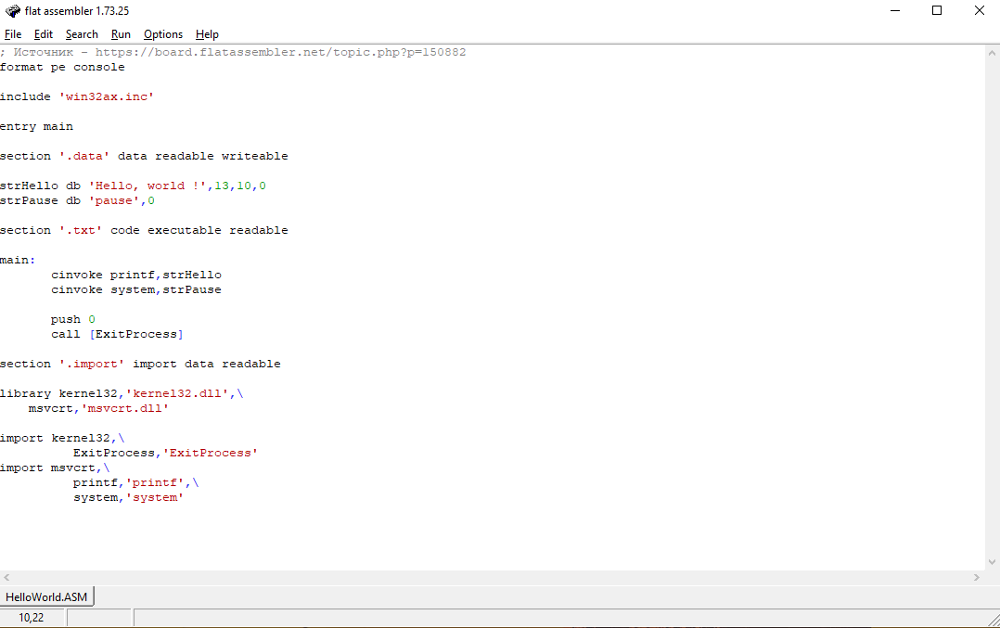 flat assembler 1.73.25
File Edit Search Run Options Help
; Источник - https://board.flatassembler.net/topic.php?p=150882
format pe console
include 'win32ax.inc'
entry main
section '.data' data readable writeable
strHello db 'Hello, world !',13,10,0
strPause db 'pause',0
section '.txt' code executable readable
main:
cinvoke printf,strHello
cinvoke system,strPause
push 0
call [ExitProcess]
section '.import' import data readable
library kernel32,'kernel32.dll',\
msvcrt,'msvcrt.dll'
import kernel32,\
ExitProcess,'ExitProcess'
import msvcrt,\
printf,'printf',\
system,'system'
HelloWorld.ASM
10,22